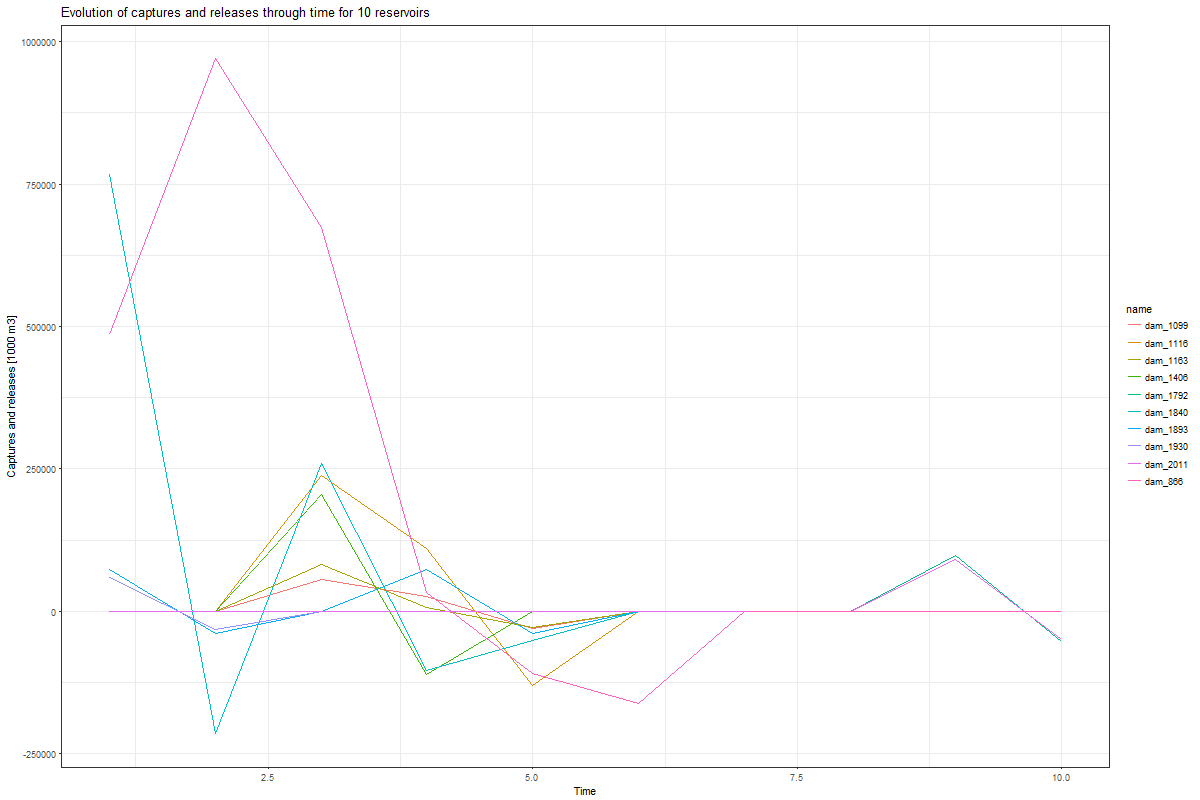 Evolution of captures and releases through time for 10 reservoirs
1000000
750000
500000
250000
0
-250000
Captures and releases [1000 m3]
2.5
5.0
7.5
10.0
Time
name
dam_1099
dam_1116
dam_1163
dam_1406
dam_1792
dam_1840
dam_1893
dam_1930
dam_2011
dam_866